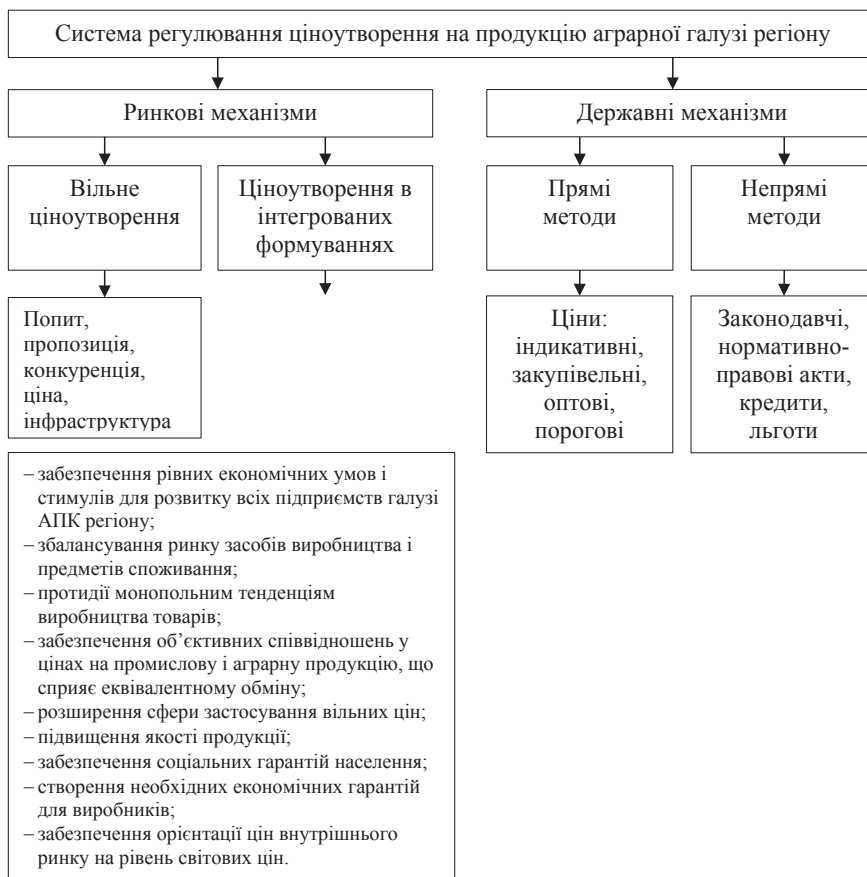 Система регулювання ціноутворення на продукцію аграрної галузі регіону
Ринкові механізми
Державні механізми
Вільне
ціноутворення
Ціноутворення в
інтегрованих
формуваннях
Прямі
методи
Непрямі
методи
Попит,
пропозиція,
конкуренція,
ціна,
інфраструктура
Ціни:
індикативні,
закупівельні,
оптові,
порогові
Законодавчі,
нормативно-
правові акти,
кредити,
льготи
– забезпечення рівних економічних умов і
стимулів для розвитку всіх підприємств галузі
АПК регіону;
– збалансування ринку засобів виробництва і
предметів споживання;
– протидії монопольним тенденціям
виробництва товарів;
– забезпечення об’єктивних співвідношень у
цінах на промислову і аграрну продукцію, що
сприяє еквівалентному обміну;
– розширення сфери застосування вільних цін;
– підвищення якості продукції;
– забезпечення соціальних гарантій населення;
– створення необхідних економічних гарантій
для виробників;
– забезпечення орієнтації цін внутрішнього
ринку на рівень світових цін.